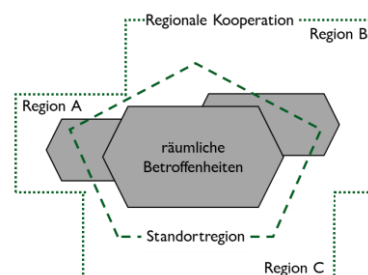 Regionale Kooperation
Region B
Region A
räumliche
Betroffenheiten
Standortregion
Region C